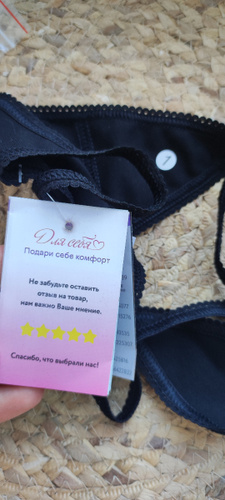 Для себя
Подари себе комфорт
Не забудьте оставить
отзыв на товар,
нам важно Ваше мнение.
Спасибо, что выбрали нас!